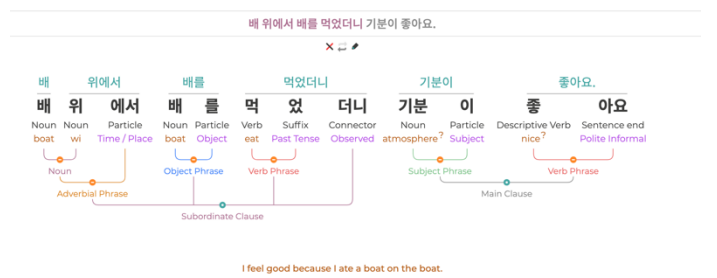 배 위에서 배를 먹었더니 기분이 좋아요.
배 위에서 배를 먹었더니 기분이 좋아요.
배 위 에서 배 를 먹 었 더니 기분 이 좋 아요
Noun Noun Particle Noun Particle Verb Suffix Connector Noun Particle Descriptive Verb Sentence end
boat wi Time / Place boat Object eat Past Tense Observed atmosphere? Subject nice? Polite Informal
Noun Object Phrase Verb Phrase Subject Phrase Verb Phrase
Adverbial Phrase Main Clause
Subordinate Clause
I feel good because I ate a boat on the boat.